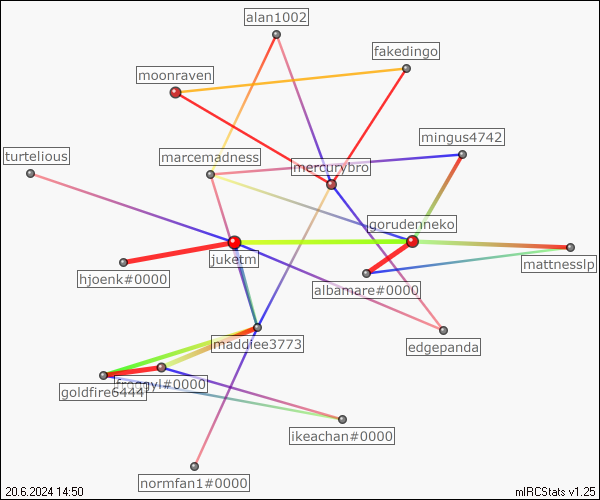 alan1002
fakedingo
moonraven
mingus4742
turtelious
marcemadness
mercurybro
gorudenneko
juketm
mattnesslp
hjoenk#0000
albamare#0000
maddiee3773
edgepanda
froogyl#0000
goldfire6444
ikeachan#0000
normfan1#0000
20.6.2024 14:50
mIRCStats v1.25